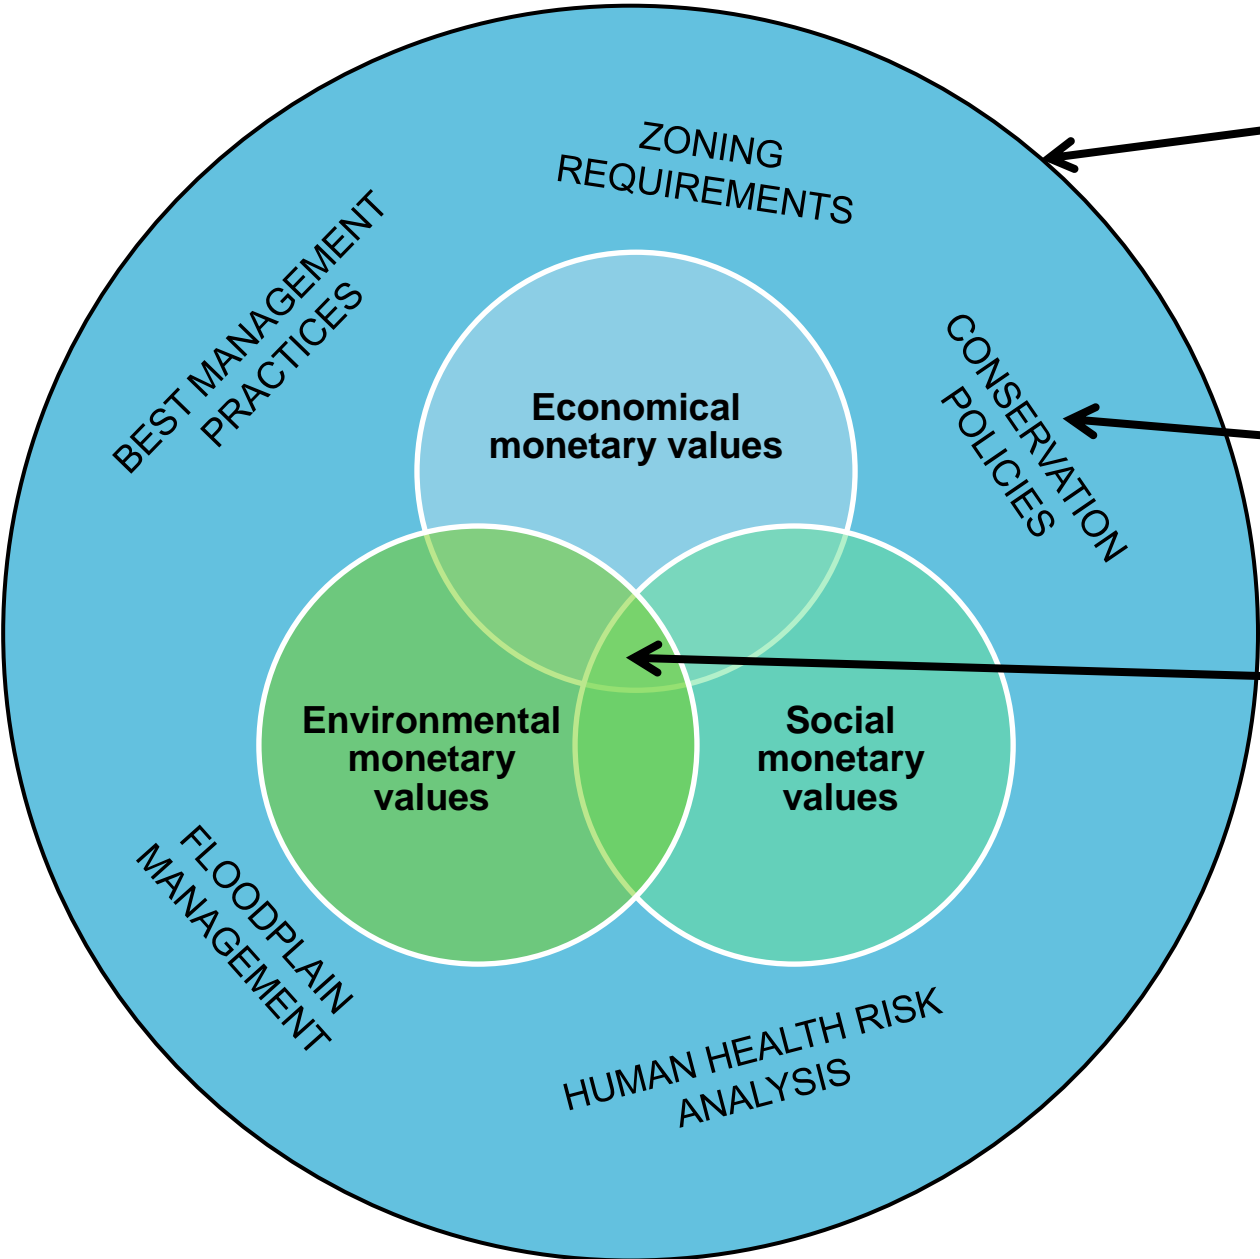 ZONING
REQUIREMENTS
BEST MANAGEMENT
PRACTICES
CONSERVATION
POLICIES
Economical
monetary values
Environmental
monetary
values
Social
monetary
values
FLOODPLAIN
MANAGEMENT
HUMAN HEALTH RISK
ANALYSIS